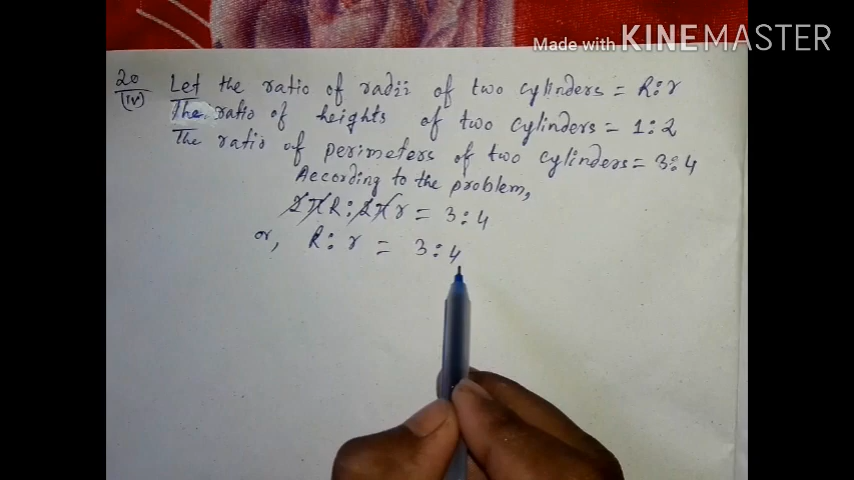 Made with KINEMASTER
20
(iv)
Let the ratio of radii of two cylinders = R:r
The ratio of heights of two cylinders = 1:2
The ratio of perimeters of two cylinders = 3:4
According to the problem,
2πR:2πr = 3:4
or, R:r = 3:4